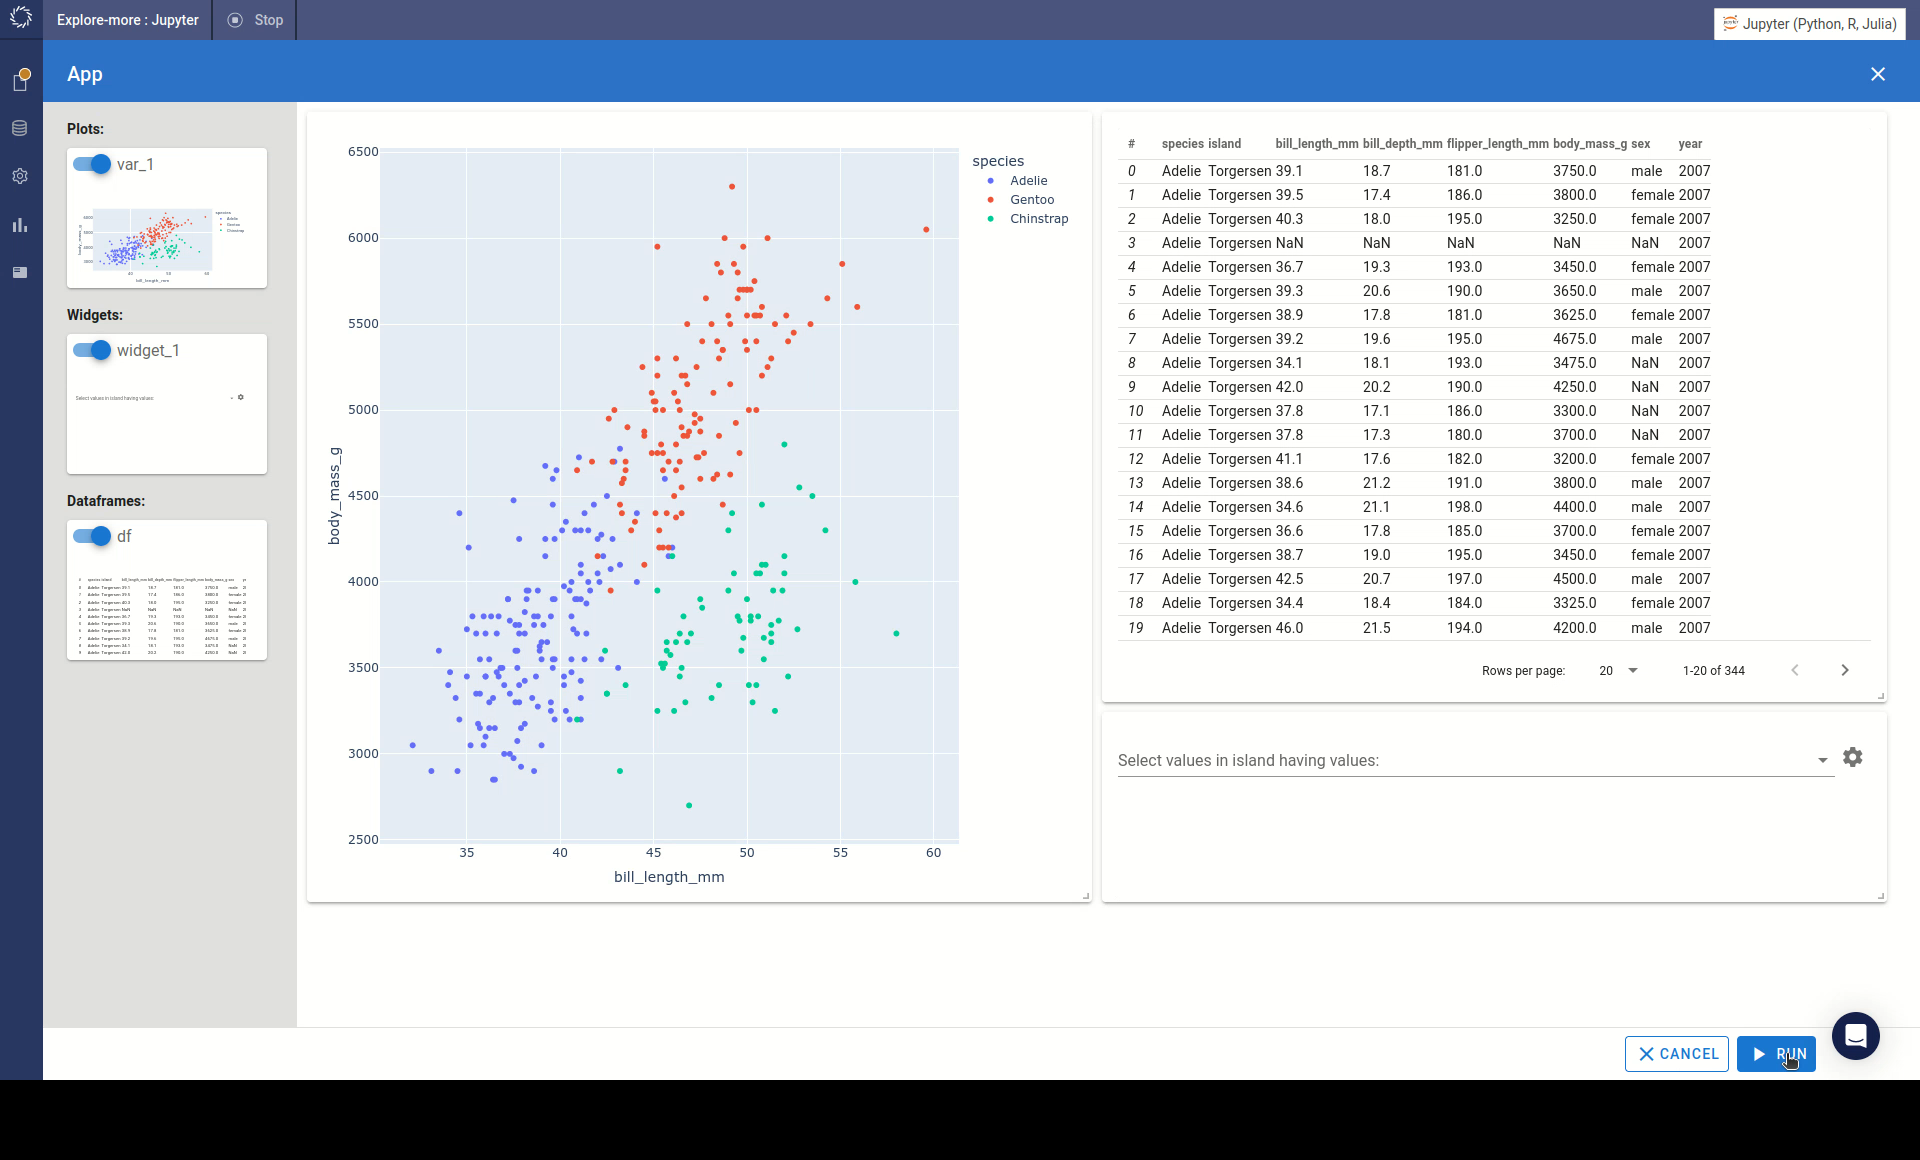 Explore-more : Jupyter
Stop
Jupyter (Python, R, Julia)
App
Plots:
var_1
Widgets:
widget_1
Select values in island having values:
Dataframes:
df
6500
6000
5500
5000
4500
4000
3500
3000
2500
body_mass_g
35 40 45 50 55 60
bill_length_mm
species
Adelie
Gentoo
Chinstrap
# species island bill_length_mm bill_depth_mm flipper_length_mm body_mass_g sex year
0 Adelie Torgersen 39.1 18.7 181.0 3750.0 male 2007
1 Adelie Torgersen 39.5 17.4 186.0 3800.0 female 2007
2 Adelie Torgersen 40.3 18.0 195.0 3250.0 female 2007
3 Adelie Torgersen NaN NaN NaN NaN NaN 2007
4 Adelie Torgersen 36.7 19.3 193.0 3450.0 female 2007
5 Adelie Torgersen 39.3 20.6 190.0 3650.0 male 2007
6 Adelie Torgersen 38.9 17.8 181.0 3625.0 female 2007
7 Adelie Torgersen 39.2 19.6 195.0 4675.0 male 2007
8 Adelie Torgersen 34.1 18.1 193.0 3475.0 NaN 2007
9 Adelie Torgersen 42.0 20.2 190.0 4250.0 NaN 2007
10 Adelie Torgersen 37.8 17.1 186.0 3300.0 NaN 2007
11 Adelie Torgersen 37.8 17.3 180.0 3700.0 NaN 2007
12 Adelie Torgersen 41.1 17.6 182.0 3200.0 female 2007
13 Adelie Torgersen 38.6 21.2 191.0 3800.0 male 2007
14 Adelie Torgersen 34.6 21.1 198.0 4400.0 male 2007
15 Adelie Torgersen 36.6 17.8 185.0 3700.0 female 2007
16 Adelie Torgersen 38.7 19.0 195.0 3450.0 female 2007
17 Adelie Torgersen 42.5 20.7 197.0 4500.0 male 2007
18 Adelie Torgersen 34.4 18.4 184.0 3325.0 female 2007
19 Adelie Torgersen 46.0 21.5 194.0 4200.0 male 2007
Rows per page: 20 1-20 of 344
Select values in island having values:
CANCEL
RUN